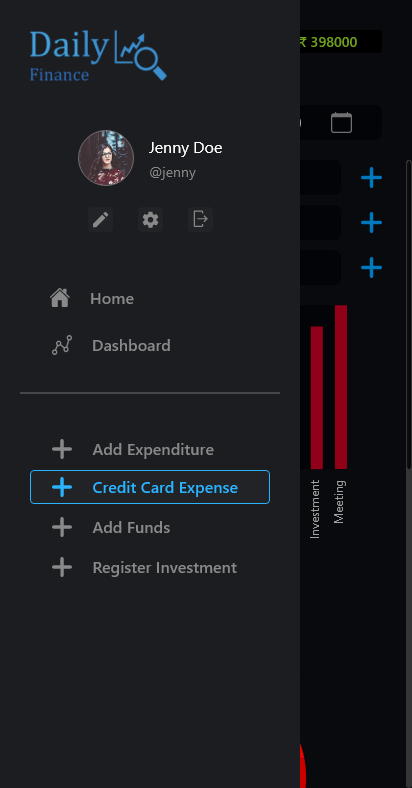 Daily
Finance
₹ 398000
Jenny Doe
@jenny
Home
Dashboard
Add Expenditure
Credit Card Expense
Add Funds
Register Investment
Investment
Meeting